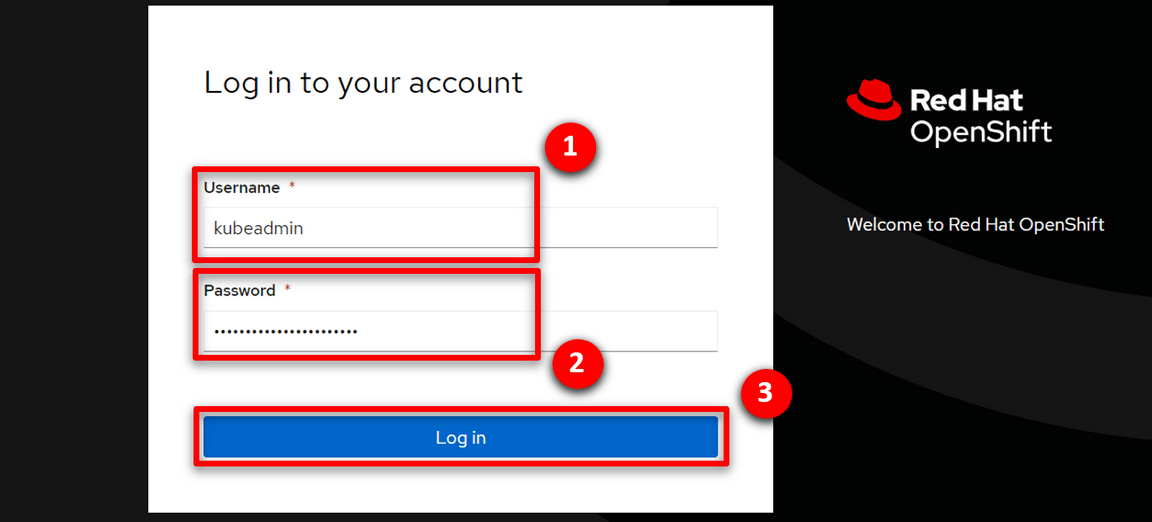 Log in to your account
1
Username *
kubeadmin
Password *
•••••••••••••••••••••••
2
3
Log in
Red Hat
OpenShift
Welcome to Red Hat OpenShift